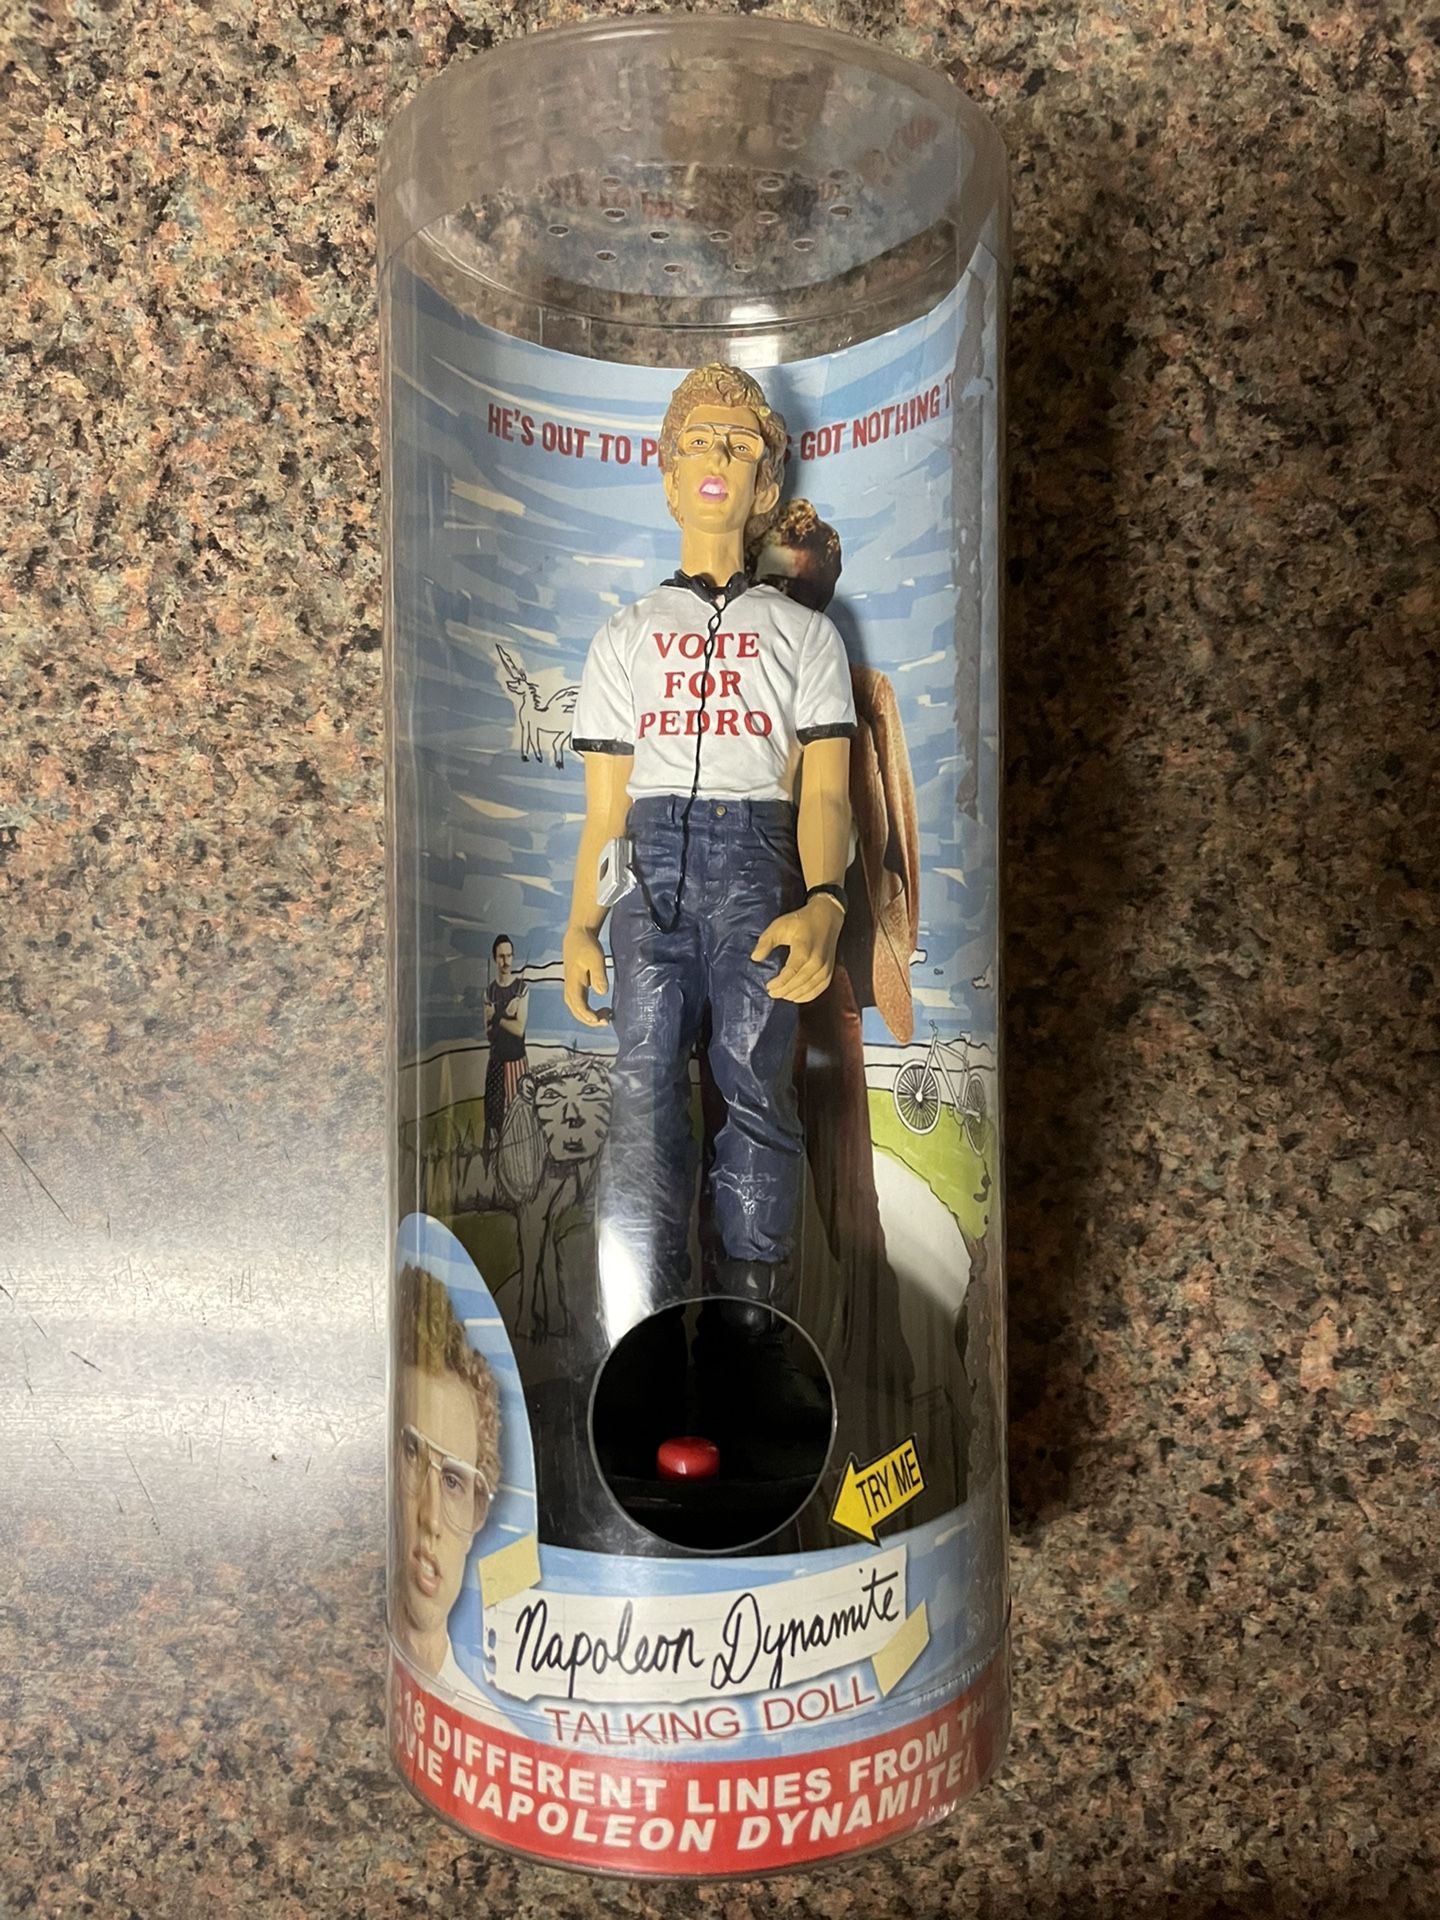 HE'S OUT TO
GOT NOTHING
VOTE
FOR
PEDRO
TRY ME
Napoleon Dynamite
TALKING DOLL
18 DIFFERENT LINES FROM
NAPOLEON DYNAMITE!